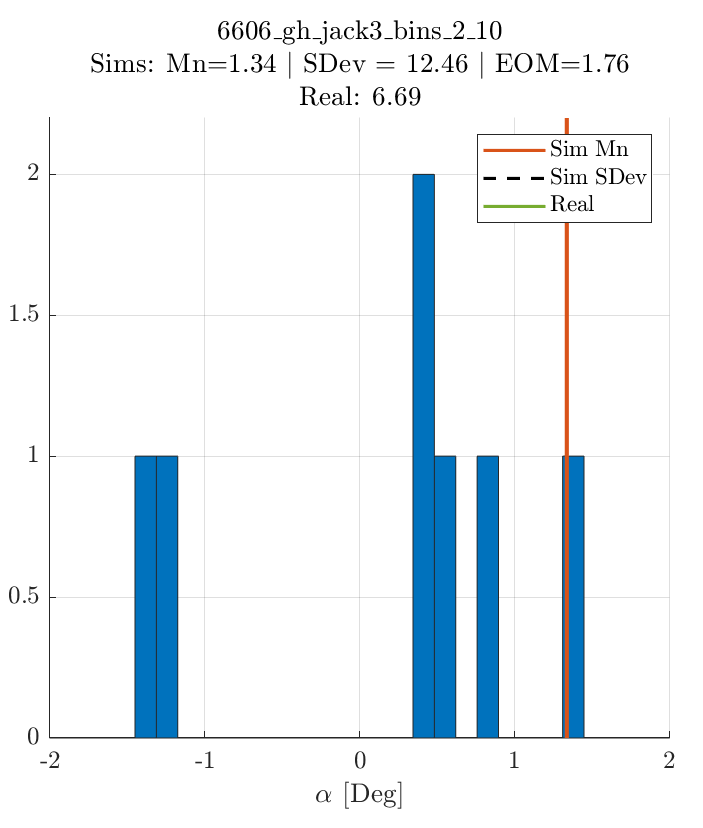 6606_gh_jack3_bins_2_10
Sims: Mn=1.34 | SDev = 12.46 | EOM=1.76
Real: 6.69
Sim Mn
Sim SDev
Real
2
1.5
1
0.5
0
-2
-1
0
1
2
α [Deg]